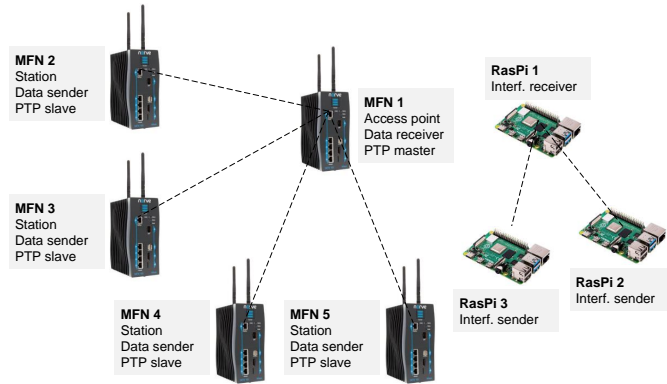 MFN 2
Station
Data sender
PTP slave
MFN 1
Access point
Data receiver
PTP master
RasPi 1
Interf. receiver
MFN 3
Station
Data sender
PTP slave
RasPi 2
Interf. sender
RasPi 3
Interf. sender
MFN 4
Station
Data sender
PTP slave
MFN 5
Station
Data sender
PTP slave